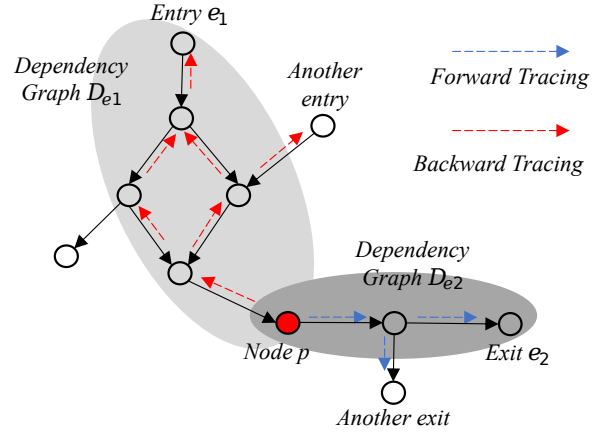 Entry e1
Dependency
Graph De1
Another
entry
Forward Tracing
Backward Tracing
Dependency
Graph De2
Node p
Exit e2
Another exit